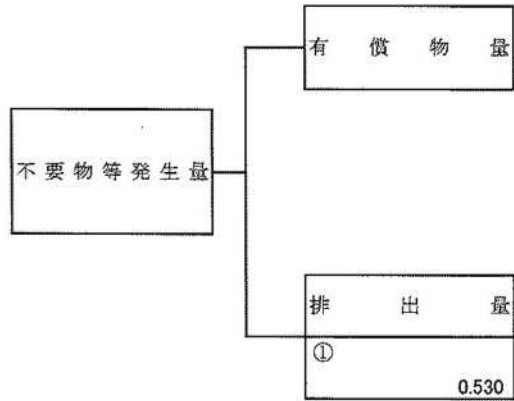 有償物量
不要物等発生量
排出量
①
0.530